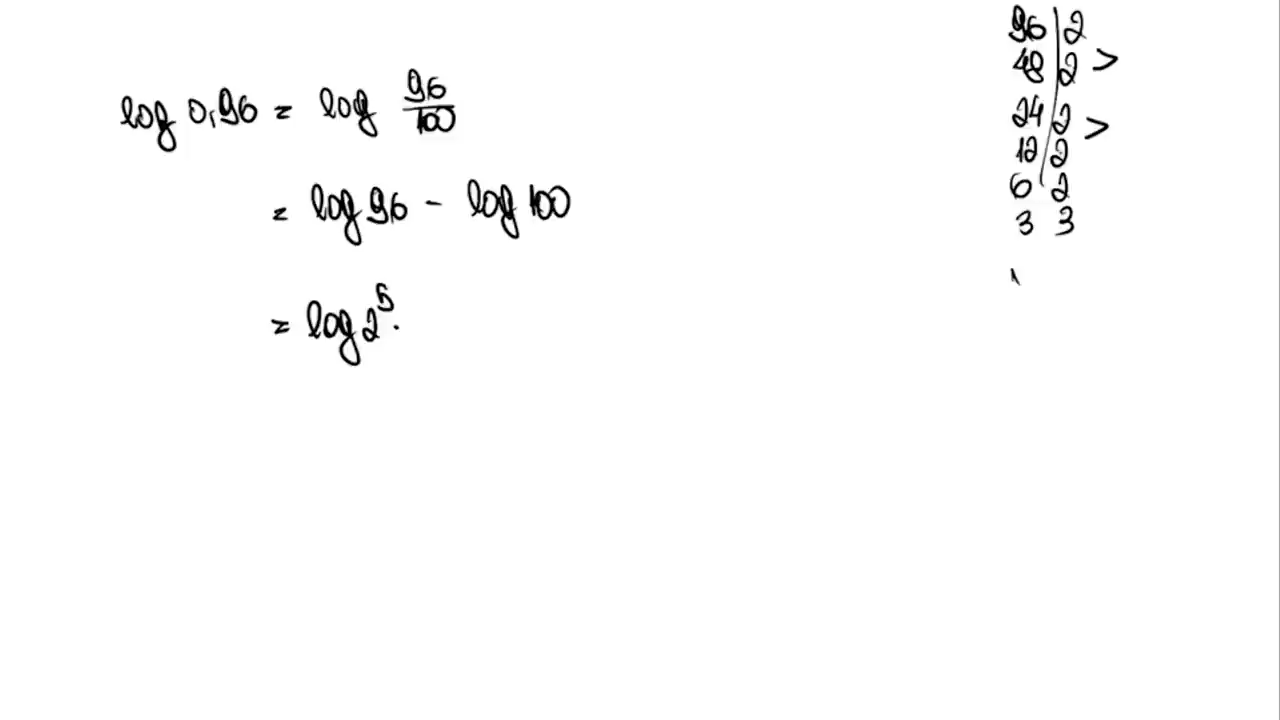 log 0,96 = log 96/100
= log 96 - log 100
= log 2^5 ·
96 | 2
48 | 2 >
24 | 2 >
12 | 2
6 | 2
3 3